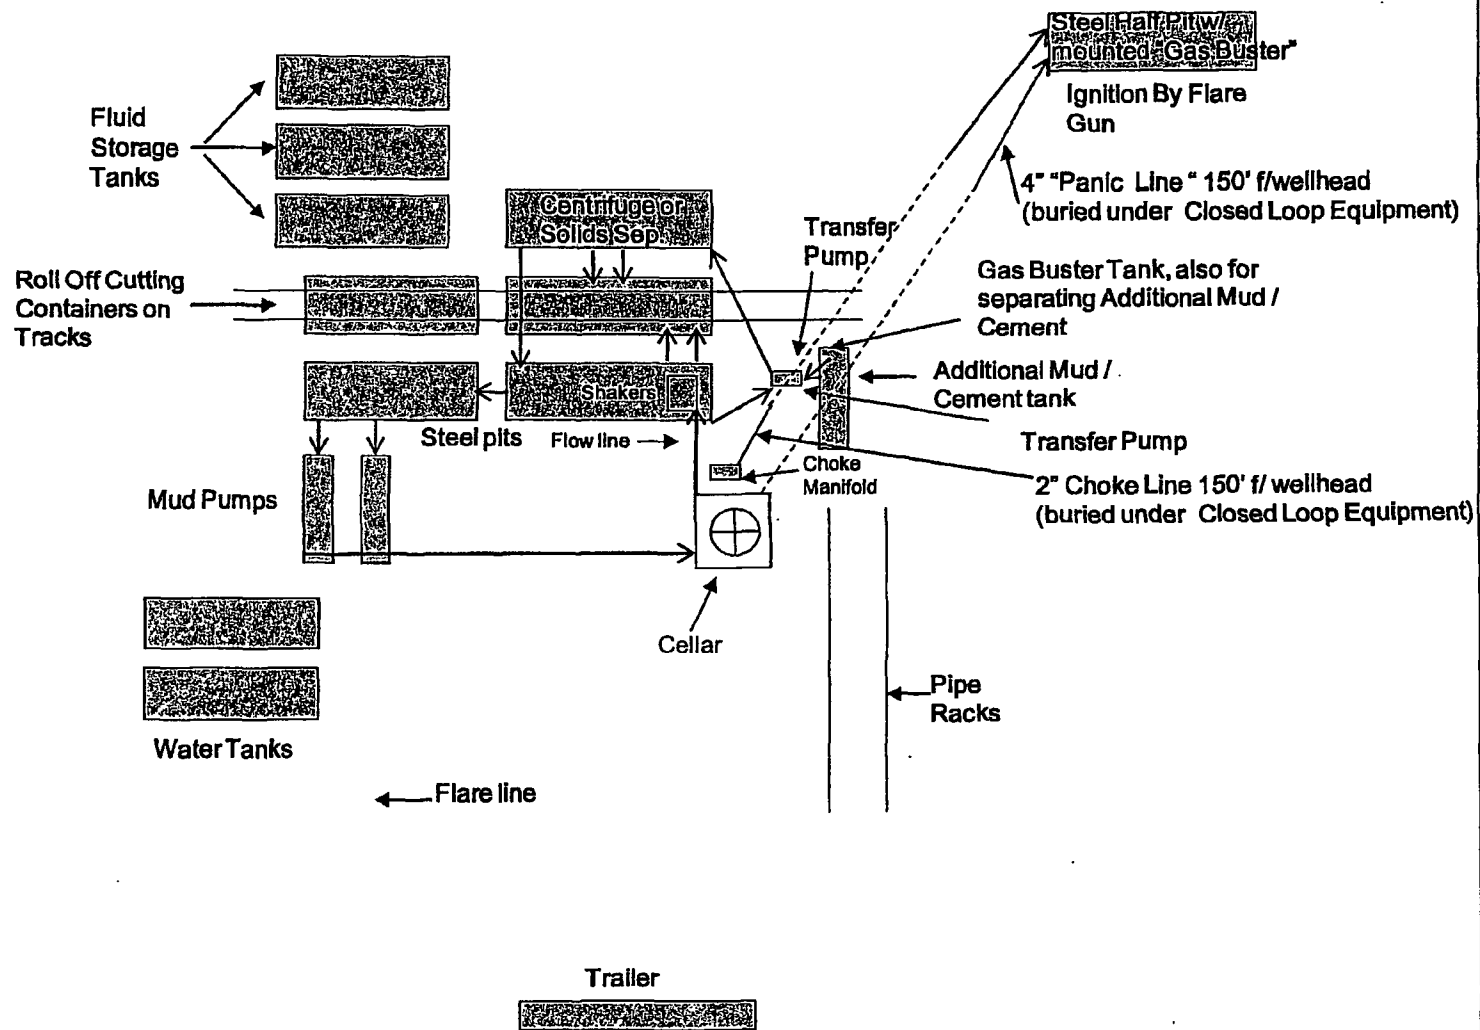 Steel Half Pit w/
mounted "Gas Buster"
Ignition By Flare
Gun
Fluid
Storage
Tanks
4" "Panic Line" 150' f/wellhead
(buried under Closed Loop Equipment)
Centrifuge or
Solids Sep.
Transfer
Pump
Gas Buster Tank, also for
separating Additional Mud /
Cement
Roll Off Cutting
Containers on
Tracks
Additional Mud /
Cement tank
Shakers
Steel pits
Flow line
Transfer Pump
Choke
Manifold
2" Choke Line 150' f/ wellhead
(buried under Closed Loop Equipment)
Mud Pumps
Cellar
Pipe
Racks
Water Tanks
Flare line
Trailer